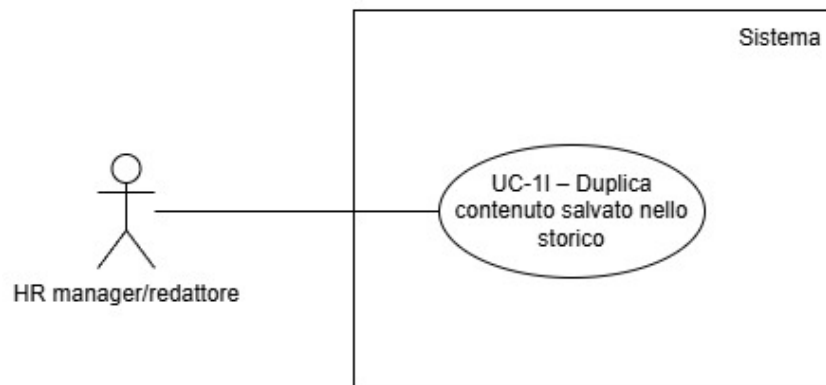 Sistema
UC-1I – Duplica
contenuto salvato nello
storico
HR manager/redattore